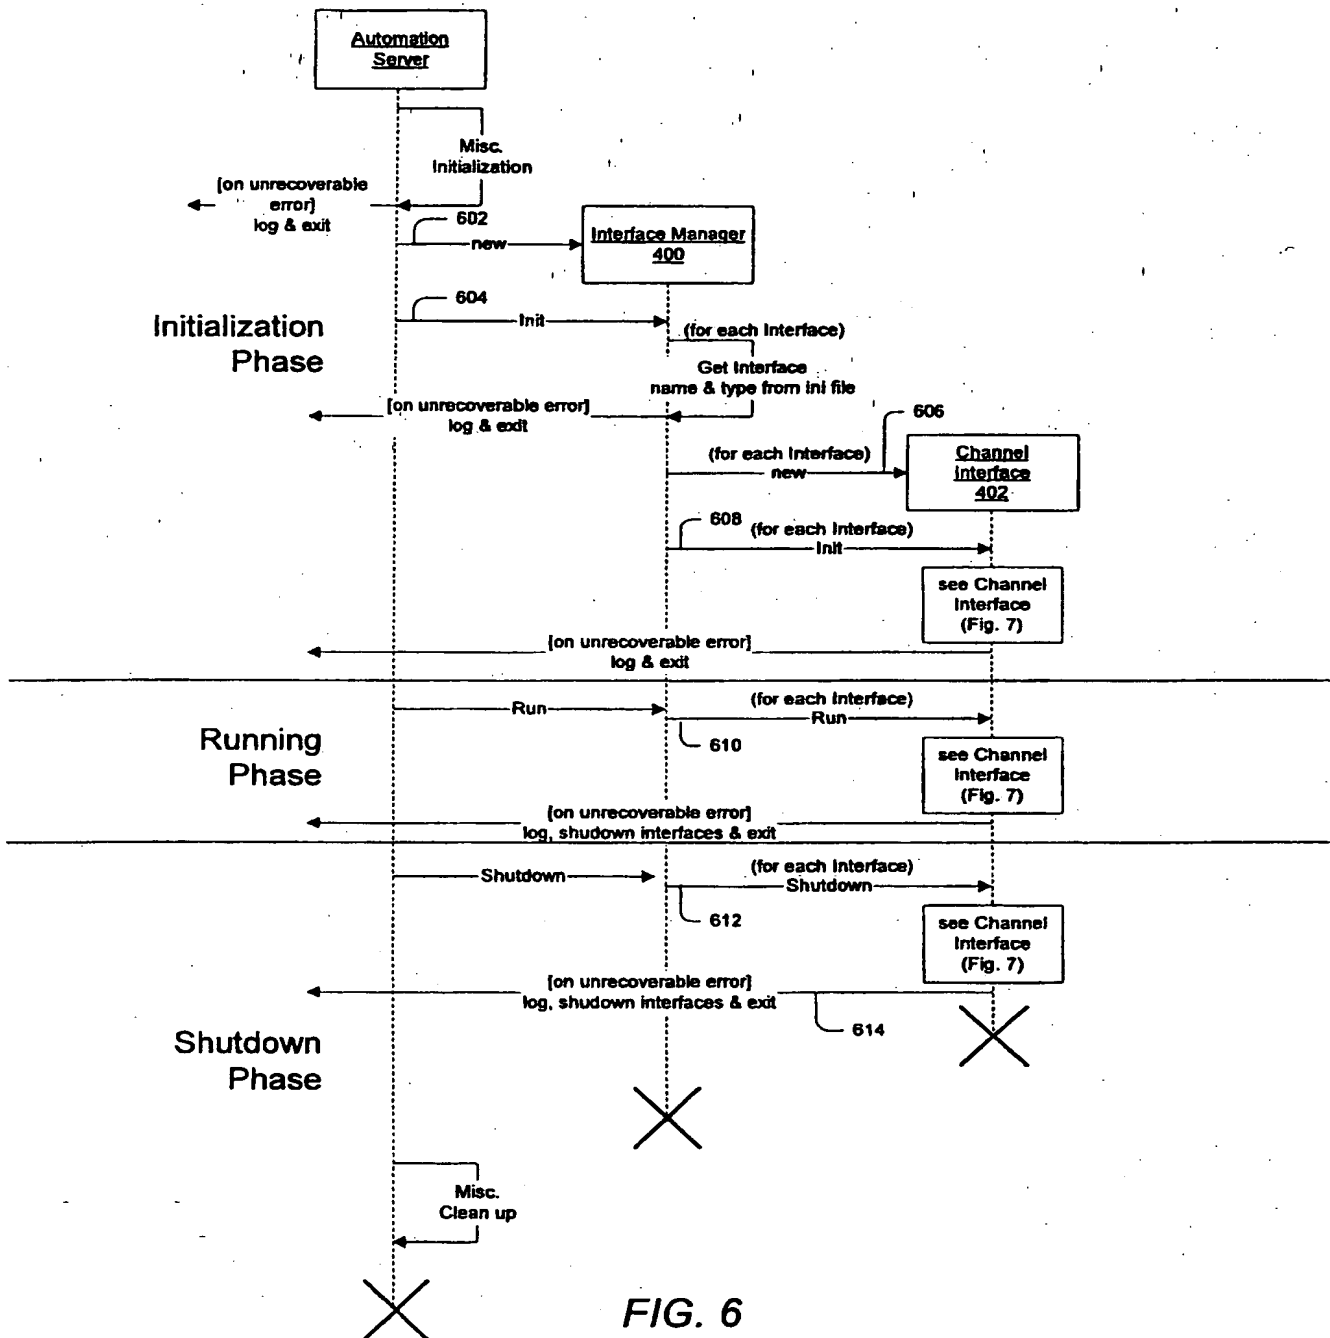 Automation
Server
Misc.
Initialization
[on unrecoverable
error]
log & exit
602
new
Interface Manager
400
604
Init
Initialization
Phase
(for each Interface)
Get Interface
name & type from ini file
[on unrecoverable error]
log & exit
606
(for each Interface)
new
Channel
Interface
402
608
(for each Interface)
Init
see Channel
Interface
(Fig. 7)
[on unrecoverable error]
log & exit
Running
Phase
Run
(for each Interface)
Run
610
see Channel
Interface
(Fig. 7)
[on unrecoverable error]
log, shudown interfaces & exit
Shutdown
(for each Interface)
Shutdown
612
see Channel
Interface
(Fig. 7)
[on unrecoverable error]
log, shudown interfaces & exit
614
Shutdown
Phase
Misc.
Clean up
FIG. 6